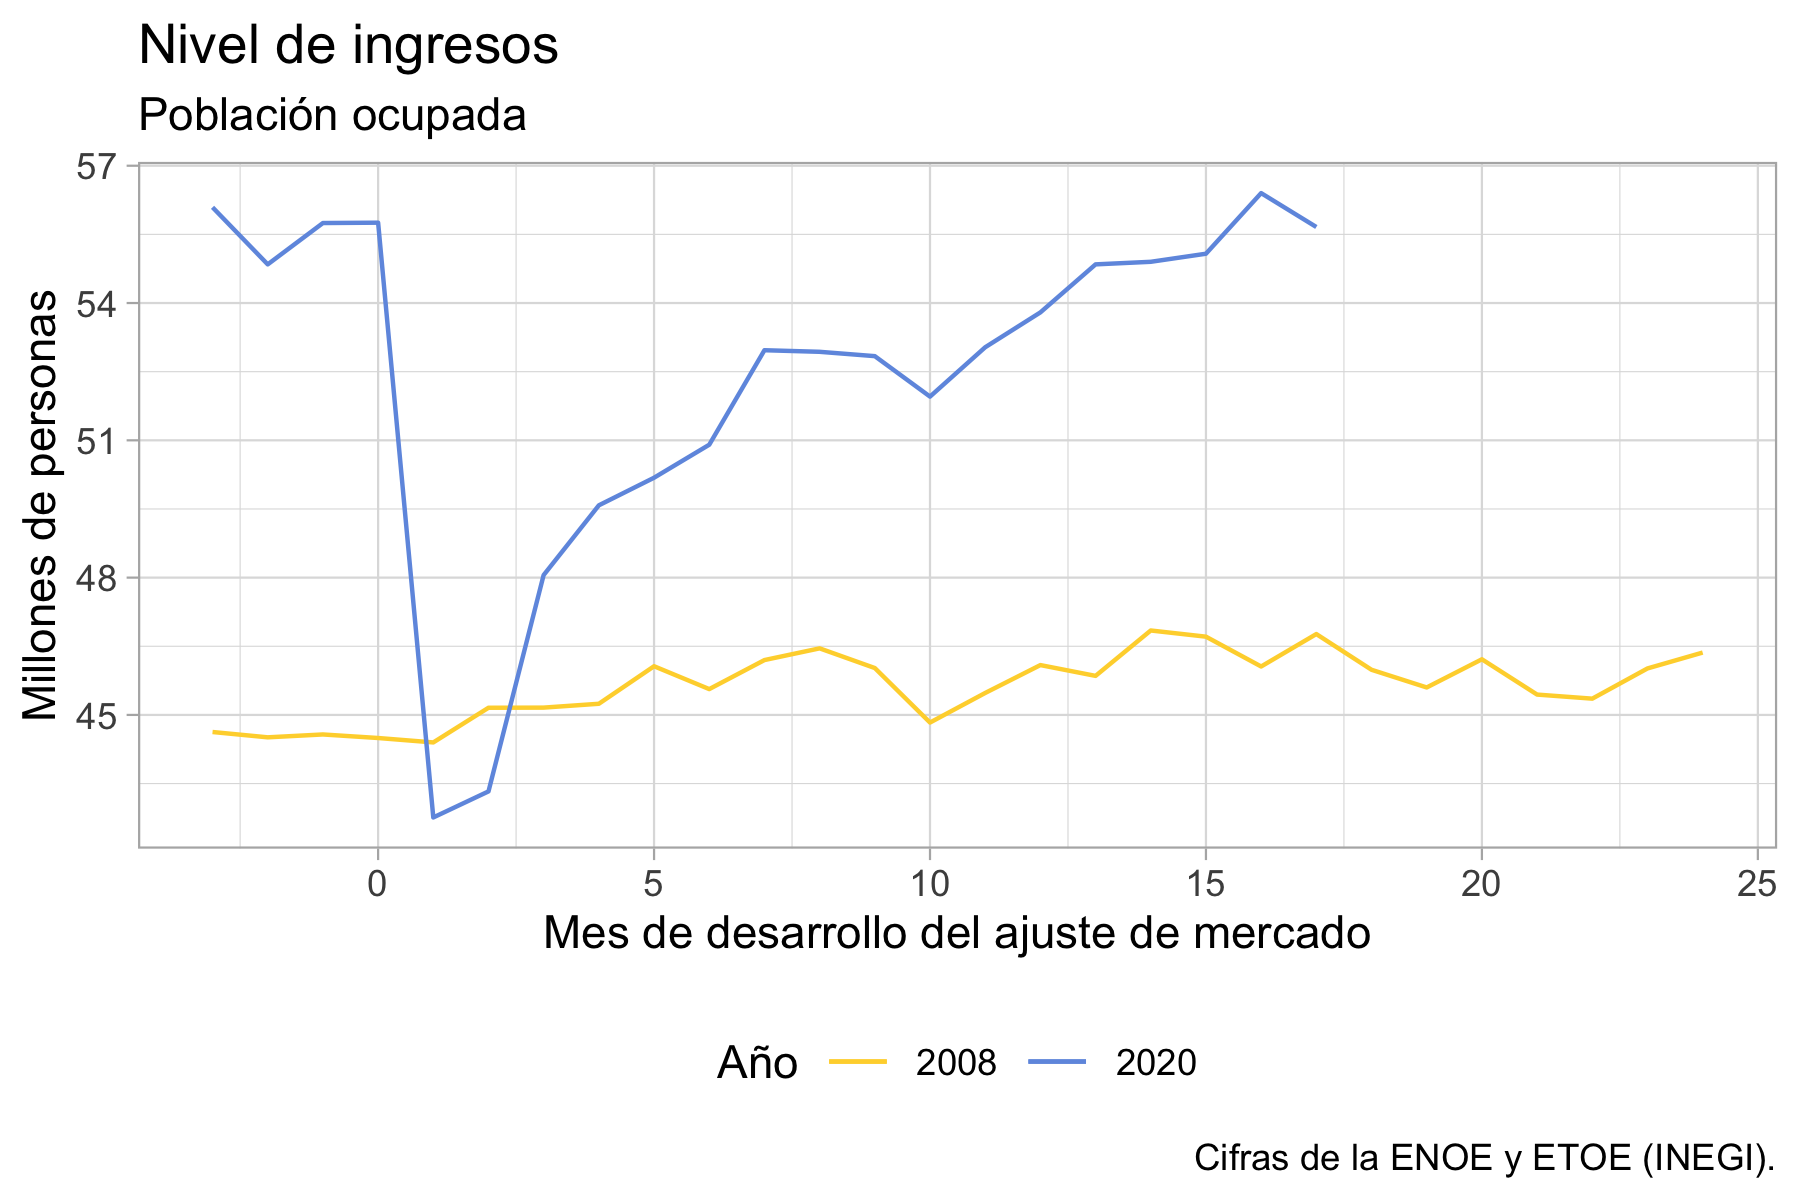 Nivel de ingresos
Población ocupada
57
54
51
48
45
Millones de personas
0 5 10 15 20 25
Mes de desarrollo del ajuste de mercado
Año 2008 2020
Cifras de la ENOE y ETOE (INEGI).